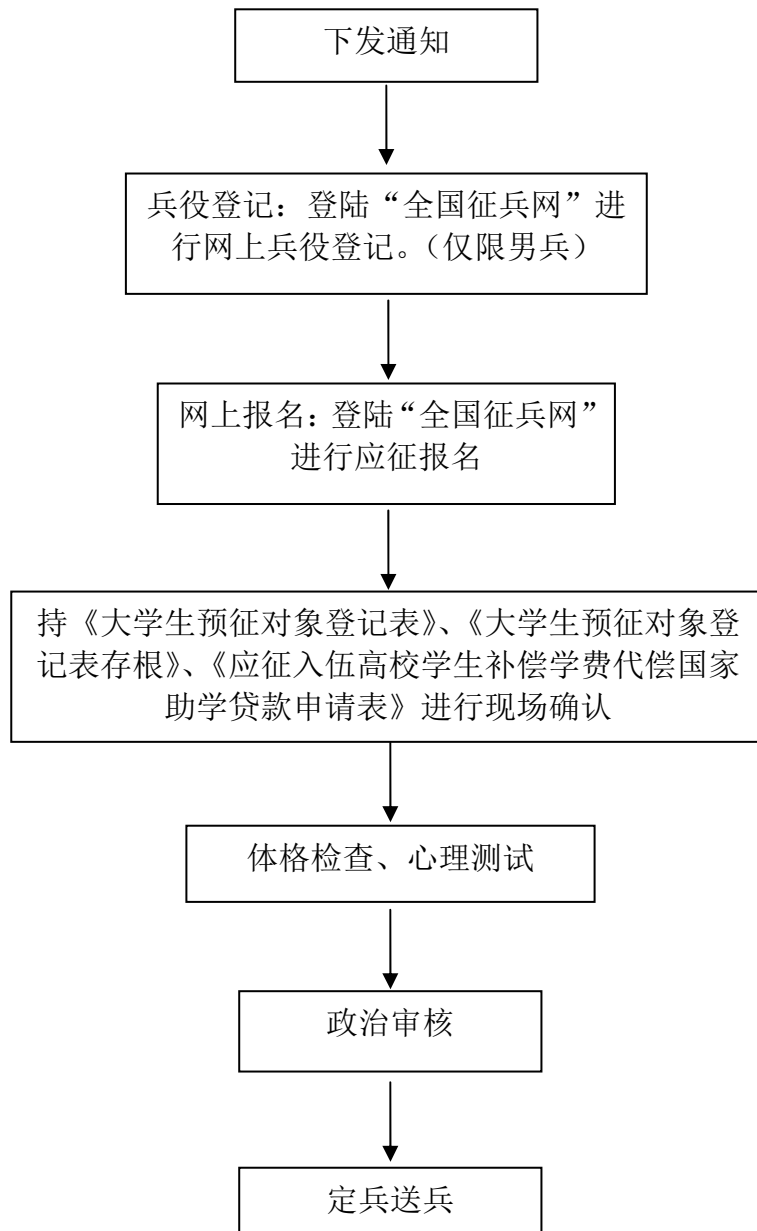 下发通知
兵役登记：登陆“全国征兵网”进
行网上兵役登记。（仅限男兵）
网上报名：登陆“全国征兵网”
进行应征报名
持《大学生预征对象登记表》、《大学生预征对象登
记表存根》、《应征入伍高校学生补偿学费代偿国家
助学贷款申请表》进行现场确认
体格检查、心理测试
政治审核
定兵送兵